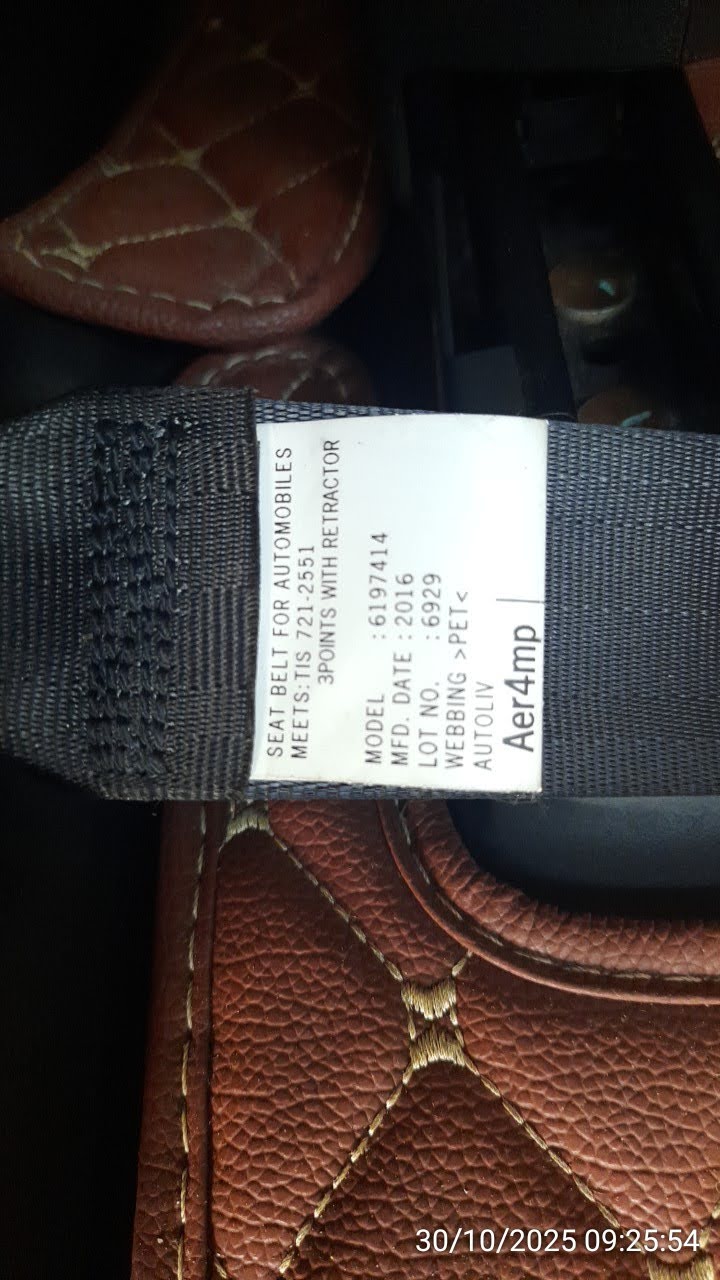 SEAT BELT FOR AUTOMOBILES
MEETS:TIS 721-2551
3POINTS WITH RETRACTOR
MODEL : 6197414
MFD. DATE : 2016
LOT NO. : 6929
WEBBING >PET<
AUTOLIV
Aer4mp
30/10/2025 09:25:54